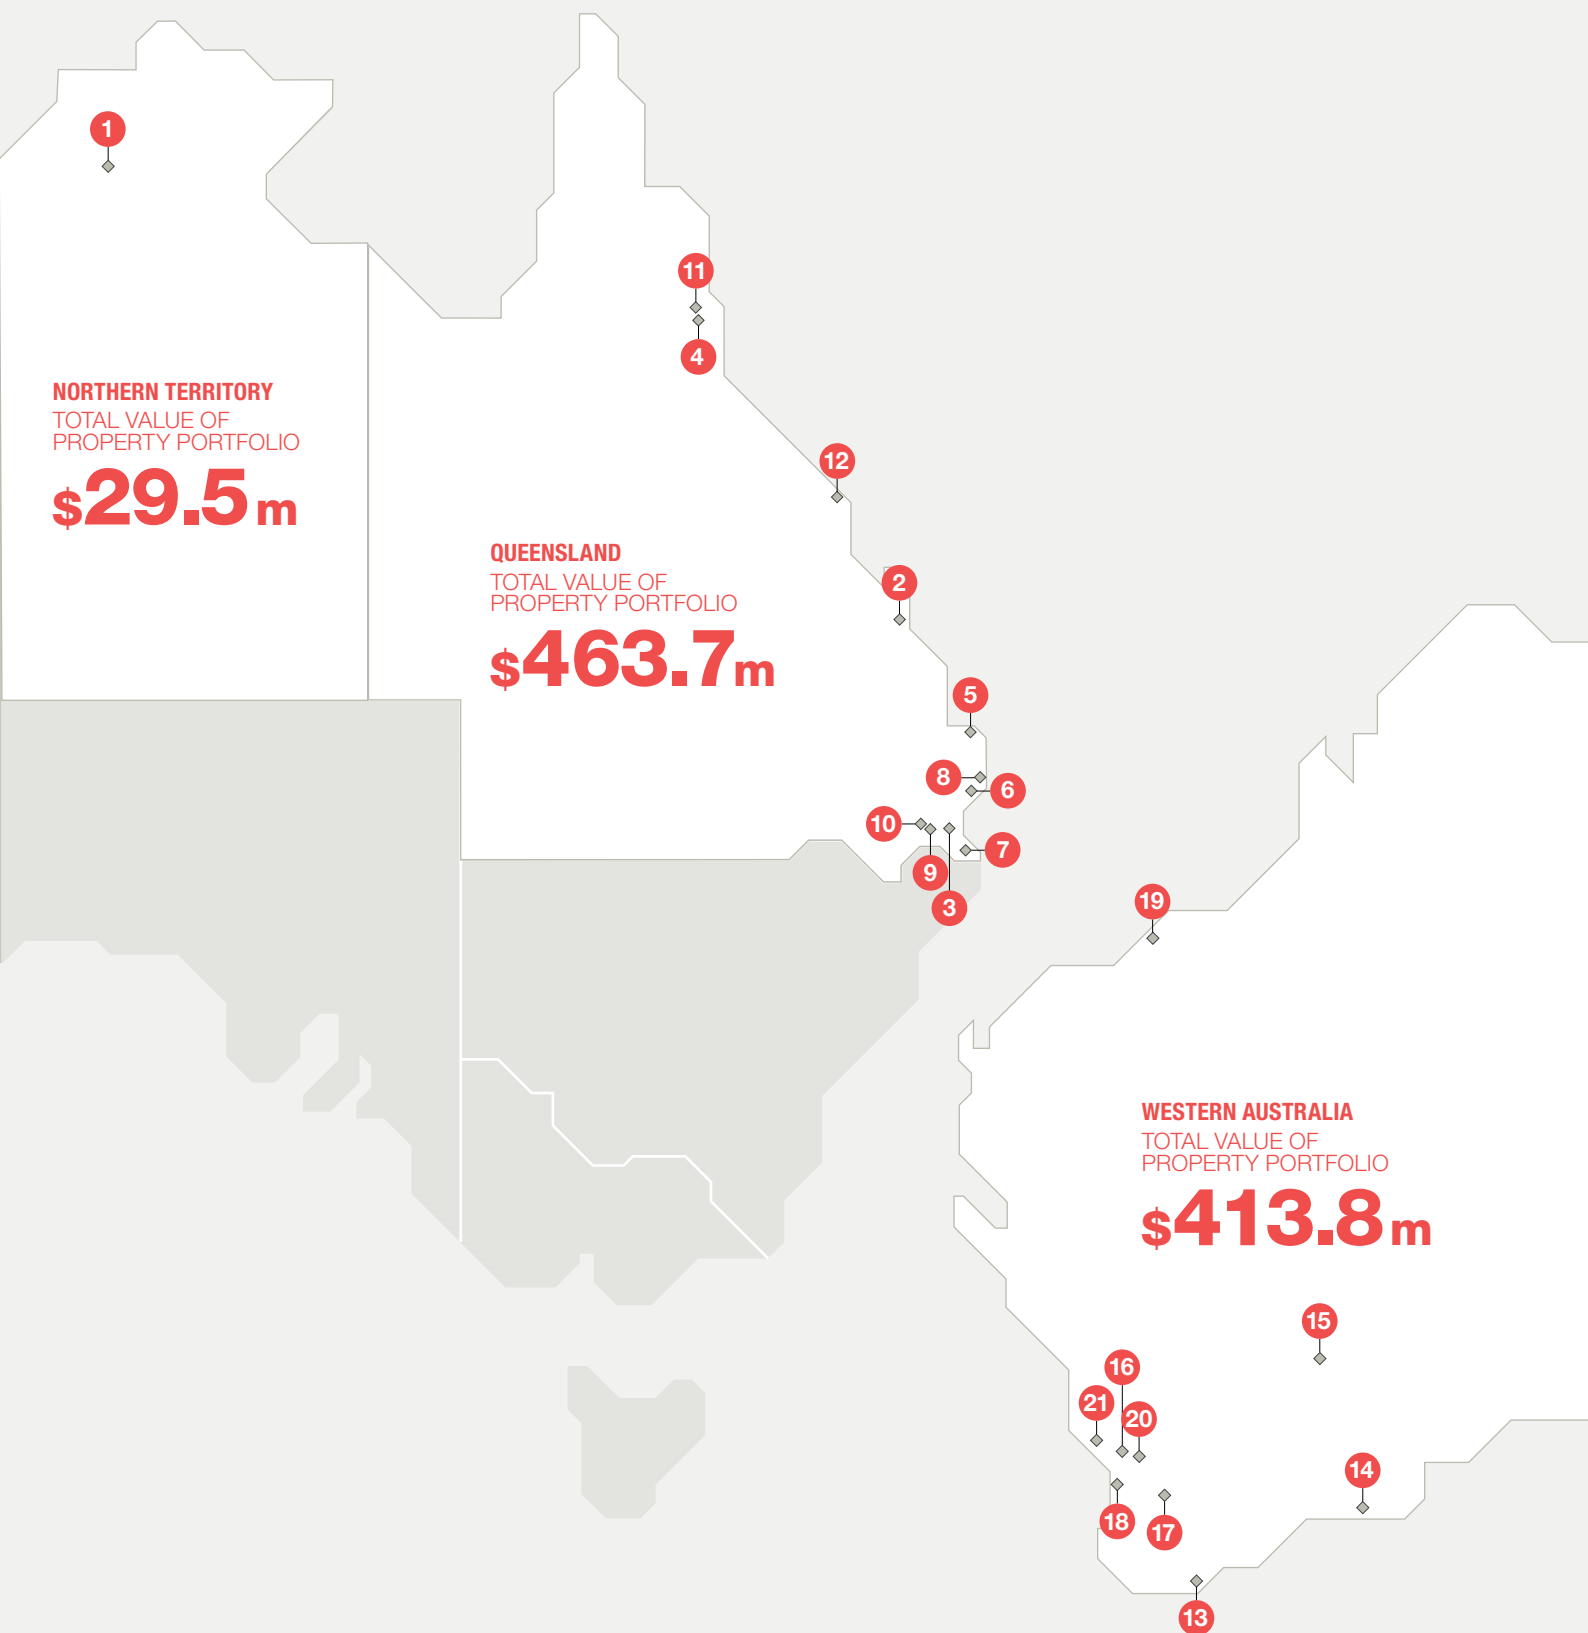 1
11
4
NORTHERN TERRITORY
TOTAL VALUE OF
PROPERTY PORTFOLIO
$29.5m
12
QUEENSLAND
TOTAL VALUE OF
PROPERTY PORTFOLIO
$463.7m
2
5
8
6
10
7
9
3
19
WESTERN AUSTRALIA
TOTAL VALUE OF
PROPERTY PORTFOLIO
$413.8m
15
16
21
20
14
18
17
13